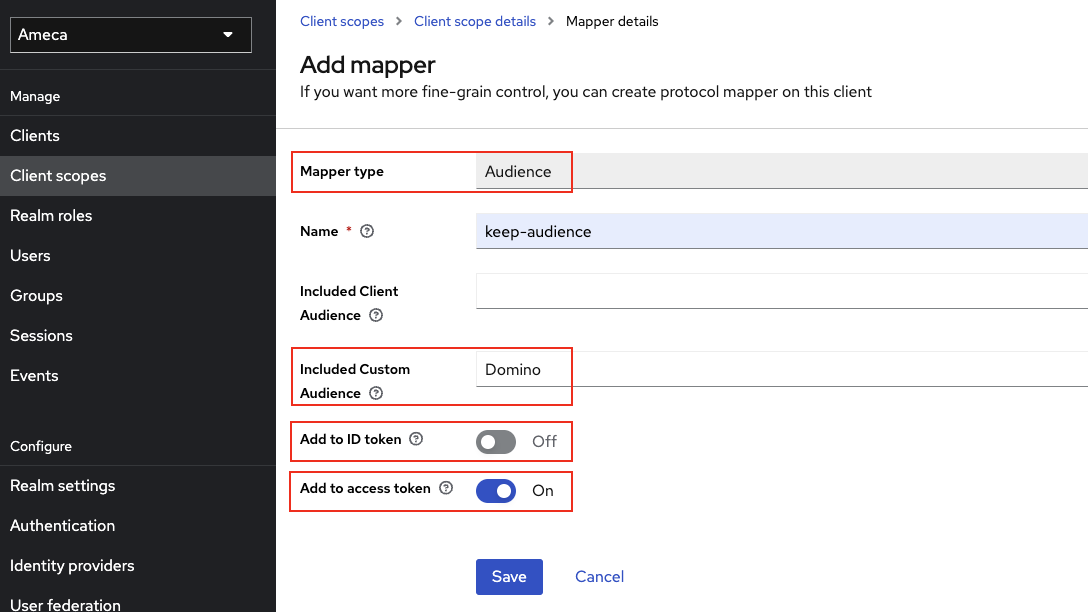 Ameca
Manage
Clients
Client scopes
Realm roles
Users
Groups
Sessions
Events
Configure
Realm settings
Authentication
Identity providers
User federation
Client scopes > Client scope details > Mapper details
Add mapper
If you want more fine-grain control, you can create protocol mapper on this client
Mapper type Audience
Name * keep-audience
Included Client
Audience
Included Custom
Audience
Domino
Add to ID token Off
Add to access token On
Save Cancel